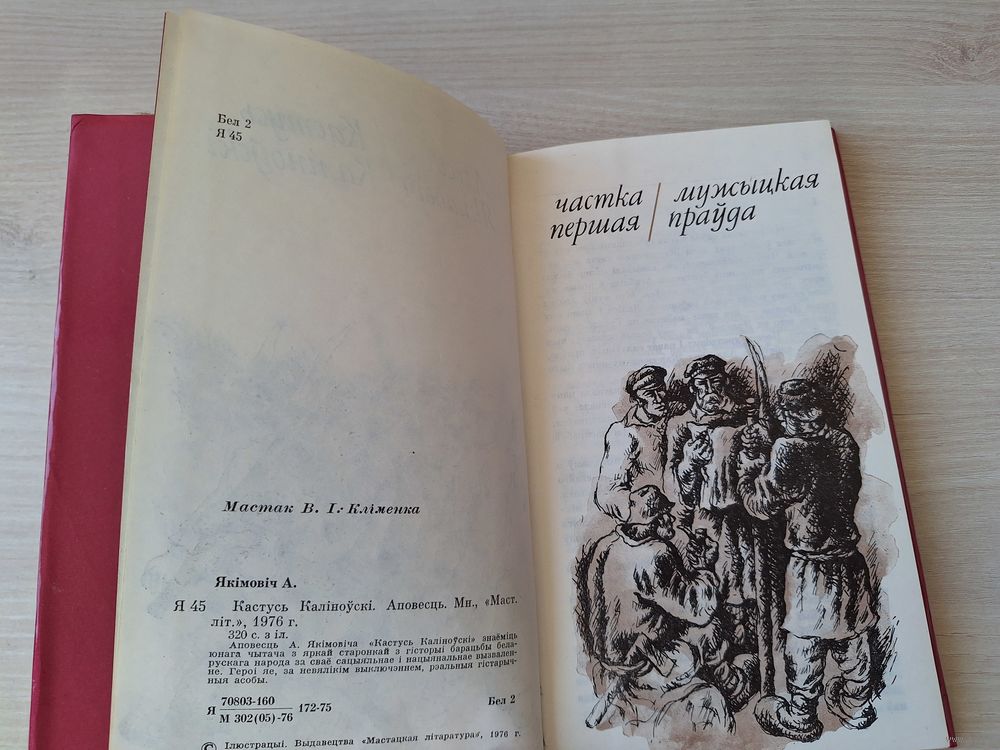 Бел 2
Я 45
Мастак В. І. Кліменка
Якімовіч А.
Я 45 Кастусь Каліноўскі. Аповесць. Мн., «Маст.
літ.», 1976 г.
320 с. з іл.
Аповесць А. Якімовіча «Кастусь Каліноўскі» знаёміць
юнага чытача з яркай старонкай з гісторыі барацьбы бела-
рускага народа за сваё сацыяльнае і нацыянальнае вызвален-
не. Героі яе, за невялікім выключэннем, рэальныя гістарыч-
ныя асобы.
Я 70803-160 172-75 Бел 2
М 302(05)-76
© Ілюстрацыі. Выдавецтва «Мастацкая літаратура», 1976 г.
частка мужыцкая
першая праўда